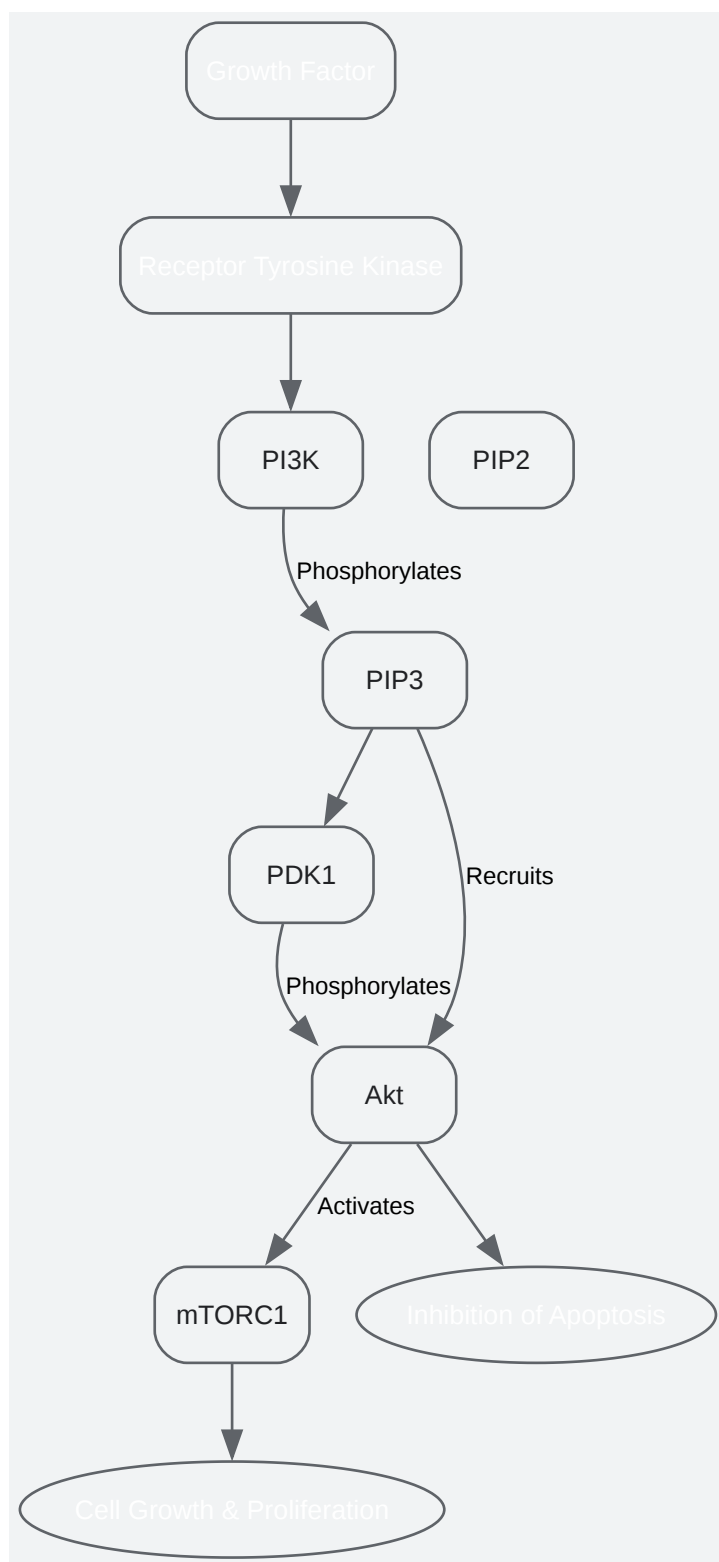 Growth Factor
Receptor Tyrosine Kinase
PI3K
PIP2
Phosphorylates
PIP3
PDK1
Recruits
Phosphorylates
Akt
Activates
mTORC1
Inhibition of Apoptosis
Cell Growth & Proliferation